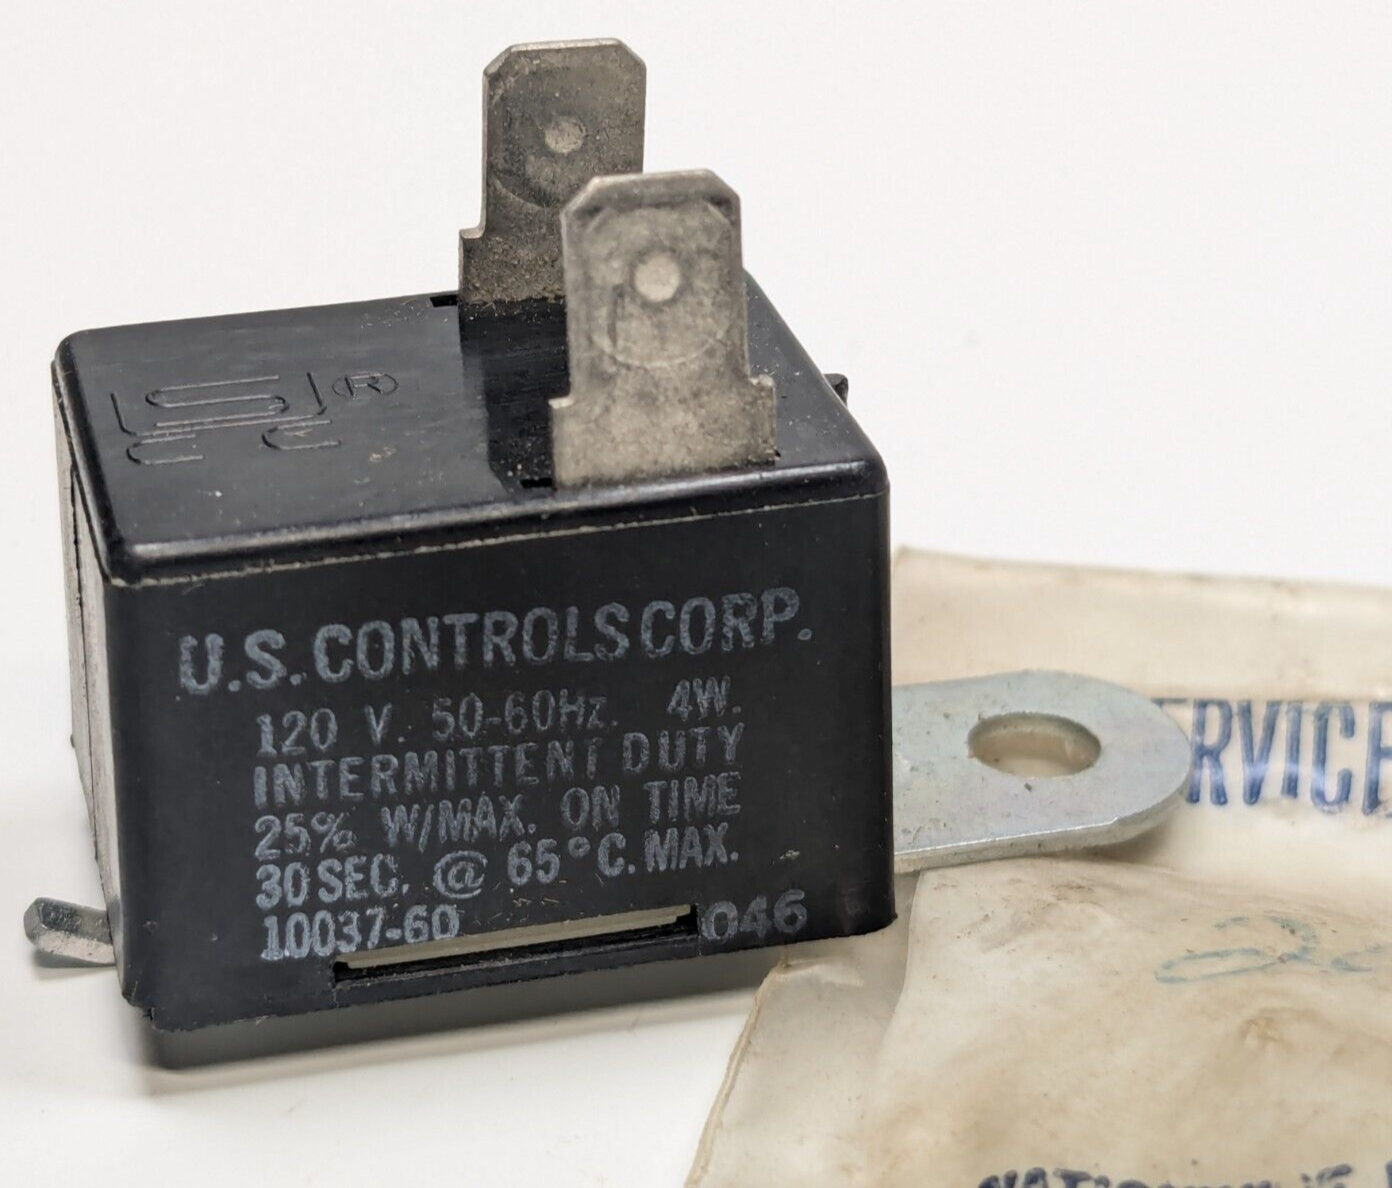 ®
U.S. CONTROLS CORP.
120 V. 50-60Hz. 4W.
INTERMITTENT DUTY
25% W/MAX. ON TIME
30 SEC. @ 65°C. MAX.
10037-60 046